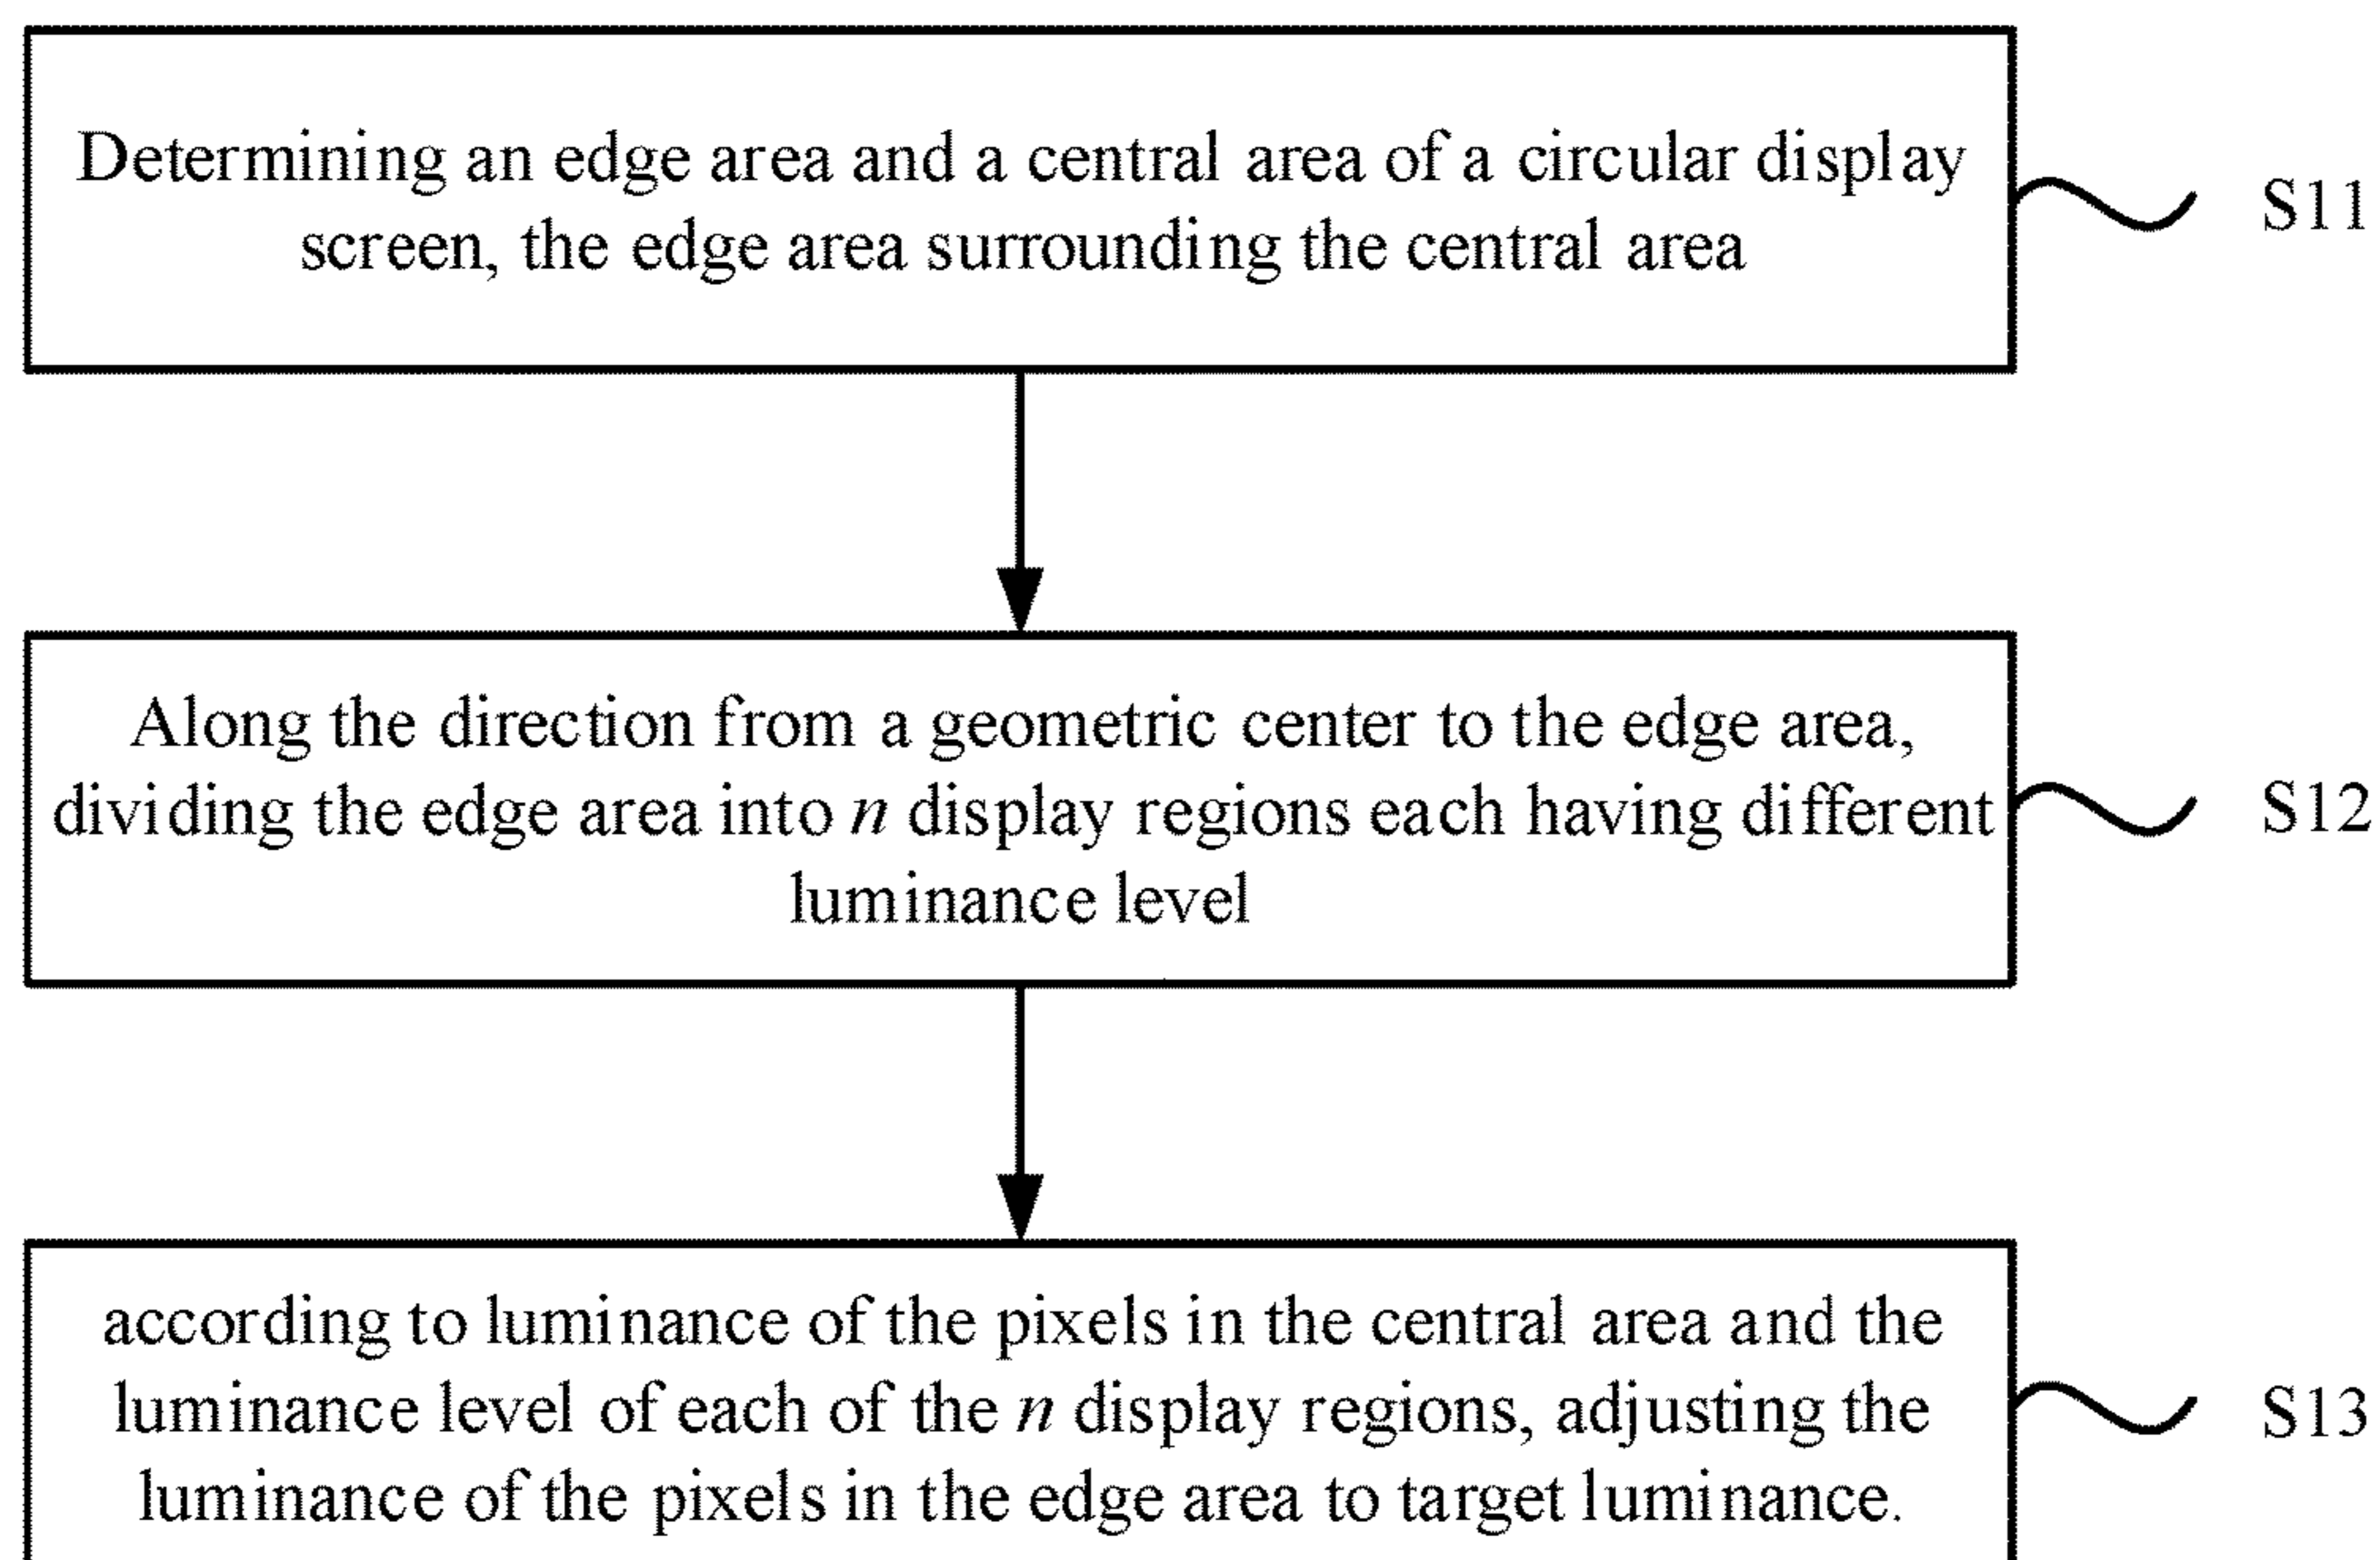 Determining an edge area and a central area of a circular display
screen, the edge area surrounding the central area
S11
Along the direction from a geometric center to the edge area,
dividing the edge area into n display regions each having different
luminance level
S12
according to luminance of the pixels in the central area and the
luminance level of each of the n display regions, adjusting the
luminance of the pixels in the edge area to target luminance.
S13